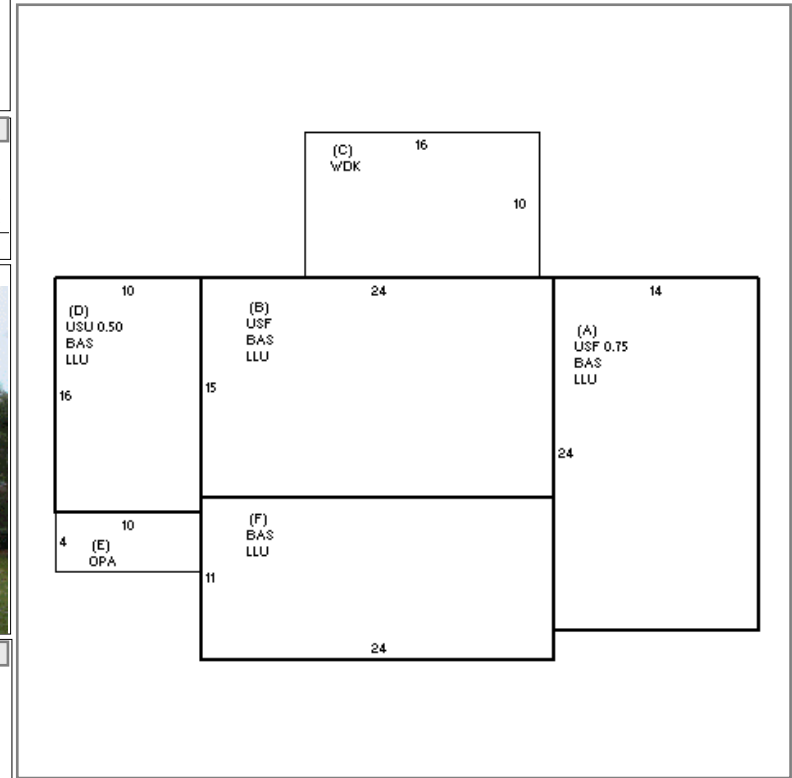 16
(C)
WDK
10
10
(D)
USU 0.50
BAS
LLU
16
24
(B)
USF
BAS
LLU
15
14
(A)
USF 0.75
BAS
LLU
24
10
4
(E)
OPA
(F)
BAS
LLU
11
24